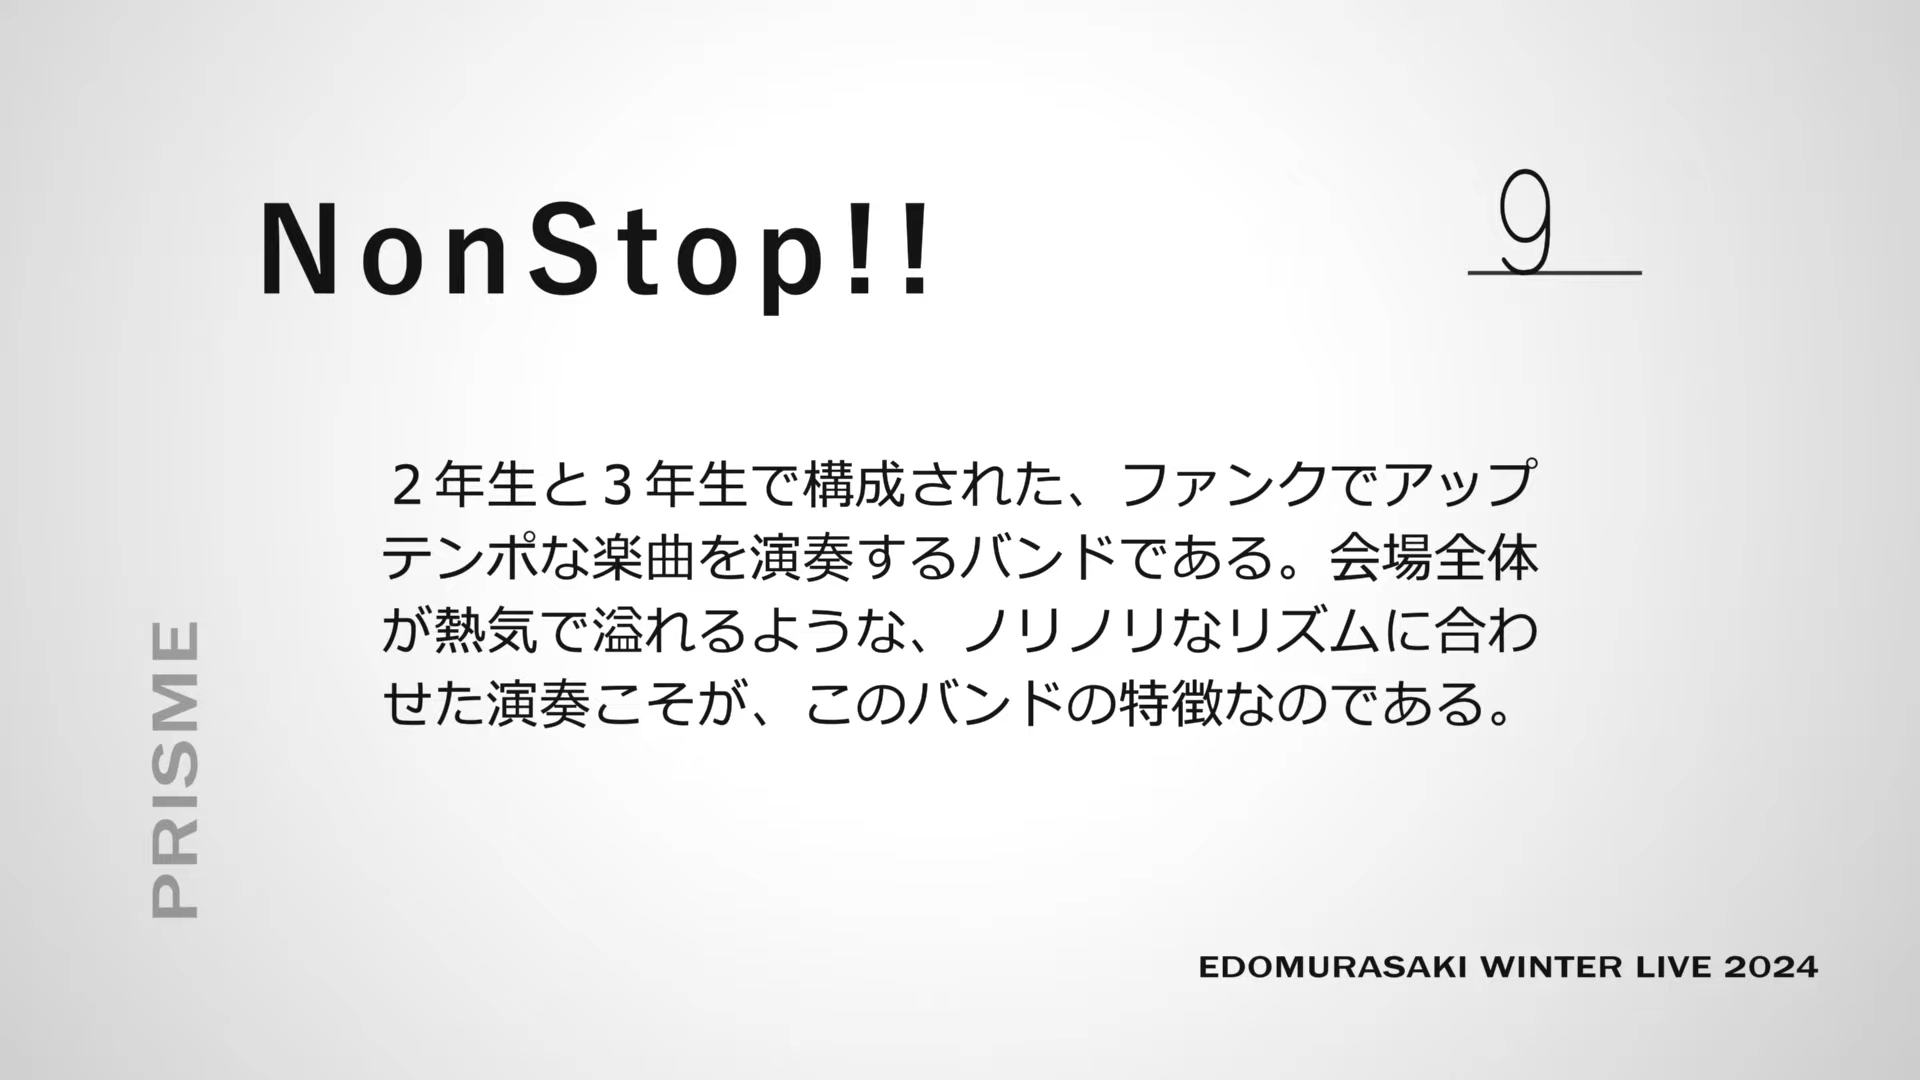 NonStop!!
9
２年生と３年生で構成された、ファンクでアップ
テンポな楽曲を演奏するバンドである。会場全体
が熱気で溢れるような、ノリノリなリズムに合わ
せた演奏こそが、このバンドの特徴なのである。
PRISME
EDOMURASAKI WINTER LIVE 2024